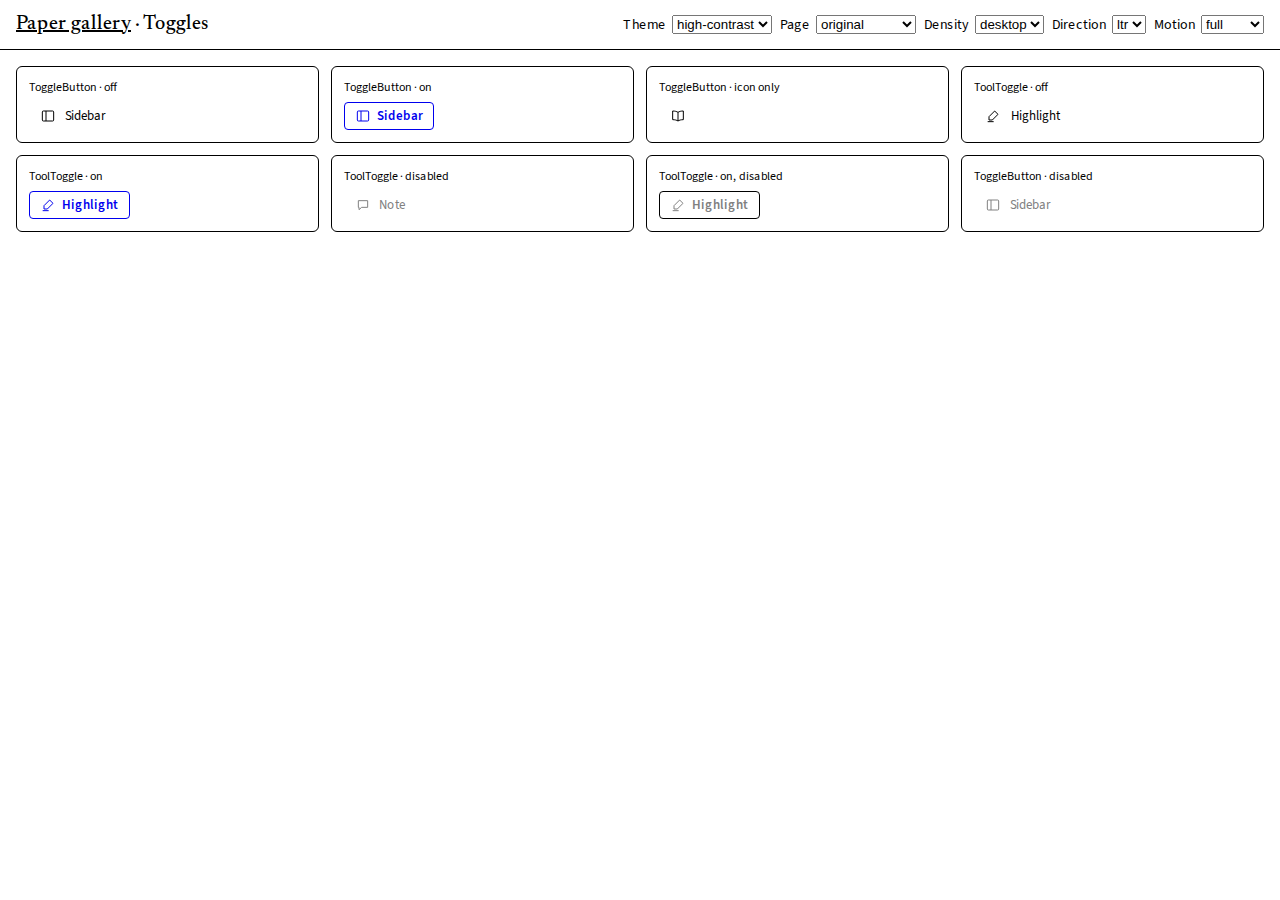 Paper gallery · Toggles
Theme high-contrast Page original Density desktop Direction ltr Motion full
ToggleButton · off
Sidebar
ToggleButton · on
Sidebar
ToggleButton · icon only
ToolToggle · off
Highlight
ToolToggle · on
Highlight
ToolToggle · disabled
Note
ToolToggle · on, disabled
Highlight
ToggleButton · disabled
Sidebar